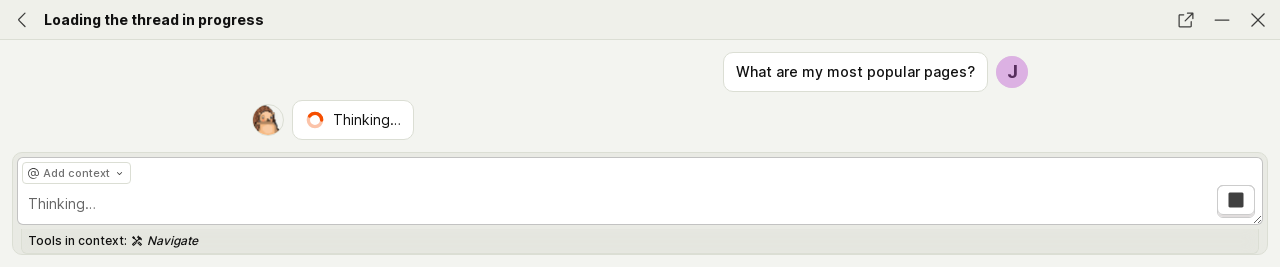 Loading the thread in progress
What are my most popular pages?
J
Thinking...
@ Add context
Thinking...
Tools in context: Navigate